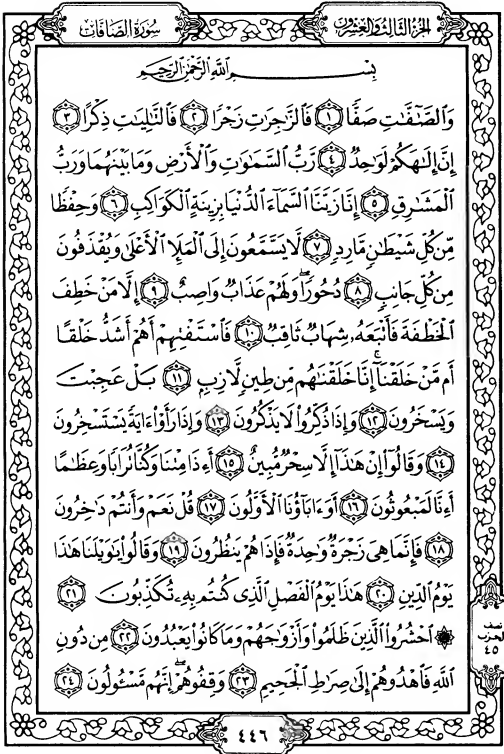 الجزء الثالث والعشرون
سورة الصافات
بِسْمِ اللَّهِ الرَّحْمَٰنِ الرَّحِيمِ
وَالصَّٰٓفَّٰتِ صَفًّا ١ فَالزَّٰجِرَٰتِ زَجْرًا ٢ فَالتَّٰلِيَٰتِ ذِكْرًا ٣
إِنَّ إِلَٰهَكُمْ لَوَٰحِدٌ ٤ رَّبُّ السَّمَٰوَٰتِ وَالْأَرْضِ وَمَا بَيْنَهُمَا وَرَبُّ
الْمَشَٰرِقِ ٥ إِنَّا زَيَّنَّا السَّمَآءَ الدُّنْيَا بِزِينَةٍ الْكَوَاكِبِ ٦ وَحِفْظًا
مِّن كُلِّ شَيْطَٰنٍ مَّارِدٍ ٧ لَّا يَسَّمَّعُونَ إِلَى الْمَلَإِ الْأَعْلَىٰ وَيُقْذَفُونَ
مِن كُلِّ جَانِبٍ ٨ دُحُورًا ۖ وَلَهُمْ عَذَابٌ وَاصِبٌ ٩ إِلَّا مَنْ خَطِفَ
الْخَطْفَةَ فَأَتْبَعَهُۥ شِهَابٌ ثَاقِبٌ ١٠ فَاسْتَفْتِهِمْ أَهُمْ أَشَدُّ خَلْقًا
أَم مَّنْ خَلَقْنَآ ۚ إِنَّا خَلَقْنَٰهُم مِّن طِينٍ لَّازِبٍ ١١ بَلْ عَجِبْتَ
وَيَسْخَرُونَ ١٢ وَإِذَا ذُكِّرُوا لَا يَذْكُرُونَ ١٣ وَإِذَا رَأَوْا ءَايَةً يَسْتَسْخِرُونَ
١٤ وَقَالُوٓا إِنْ هَٰذَآ إِلَّا سِحْرٌ مُّبِينٌ ١٥ أَءِذَا مِتْنَا وَكُنَّا تُرَابًا وَعِظَٰمًا
أَءِنَّا لَمَبْعُوثُونَ ١٦ أَوَءَابَآؤُنَا الْأَوَّلُونَ ١٧ قُلْ نَعَمْ وَأَنتُمْ دَٰخِرُونَ
١٨ فَإِنَّمَا هِىَ زَجْرَةٌ وَٰحِدَةٌ فَإِذَا هُمْ يَنظُرُونَ ١٩ وَقَالُوا يَٰوَيْلَنَا هَٰذَا
يَوْمُ الدِّينِ ٢٠ هَٰذَا يَوْمُ الْفَصْلِ الَّذِى كُنتُم بِهِۦ تُكَذِّبُونَ ٢١
۞ احْشُرُوا الَّذِينَ ظَلَمُوا وَأَزْوَٰجَهُمْ وَمَا كَانُوا يَعْبُدُونَ ٢٢ مِن دُونِ
اللَّهِ فَاهْدُوهُمْ إِلَىٰ صِرَٰطِ الْجَحِيمِ ٢٣ وَقِفُوهُمْ ۖ إِنَّهُم مَّسْـُٔولُونَ ٢٤
نصف
الحزب
٤٥
٤٤٦